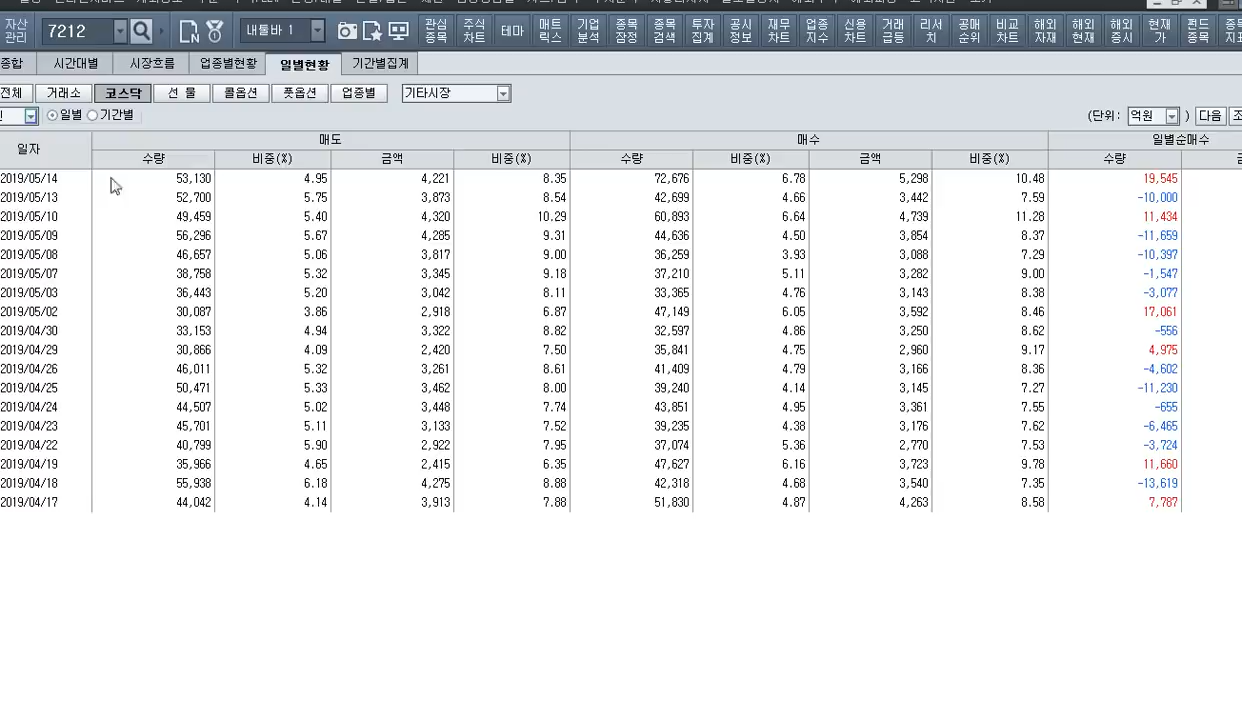 자산 관리 7212 내툴바 1 관심 종목 주식 차트 테마 매트 릭스 기업 분석 종목 잠정 종목 검색 투자 집계 공시 정보 재무 차트 업종 지수 신용 차트 거래 급등 리서 치 공매 순위 비교 차트 해외 자재 해외 현재 해외 증시 현재 가 펀드 종목
종합 시간대별 시장흐름 업종별현황 일별현황 기간별집계
전체 거래소 코스닥 선 물 콜옵션 풋옵션 업종별 기타시장
일별 기간별 (단위: 억원 ) 다음
일자 매도 매수 일별순매수
수량 비중(%) 금액 비중(%) 수량 비중(%) 금액 비중(%) 수량
2019/05/14 53,130 4.95 4,221 8.35 72,676 6.78 5,298 10.48 19,545
2019/05/13 52,700 5.75 3,873 8.54 42,699 4.66 3,442 7.59 -10,000
2019/05/10 49,459 5.40 4,320 10.29 60,893 6.64 4,739 11.28 11,434
2019/05/09 56,296 5.67 4,285 9.31 44,636 4.50 3,854 8.37 -11,659
2019/05/08 46,657 5.06 3,817 9.00 36,259 3.93 3,088 7.29 -10,397
2019/05/07 38,758 5.32 3,345 9.18 37,210 5.11 3,282 9.00 -1,547
2019/05/03 36,443 5.20 3,042 8.11 33,365 4.76 3,143 8.38 -3,077
2019/05/02 30,087 3.86 2,918 6.87 47,149 6.05 3,592 8.46 17,061
2019/04/30 33,153 4.94 3,322 8.82 32,597 4.86 3,250 8.62 -556
2019/04/29 30,866 4.09 2,420 7.50 35,841 4.75 2,960 9.17 4,975
2019/04/26 46,011 5.32 3,261 8.61 41,409 4.79 3,166 8.36 -4,602
2019/04/25 50,471 5.33 3,462 8.00 39,240 4.14 3,145 7.27 -11,230
2019/04/24 44,507 5.02 3,448 7.74 43,851 4.95 3,361 7.55 -655
2019/04/23 45,701 5.11 3,133 7.52 39,235 4.38 3,176 7.62 -6,465
2019/04/22 40,799 5.90 2,922 7.95 37,074 5.36 2,770 7.53 -3,724
2019/04/19 35,966 4.65 2,415 6.35 47,627 6.16 3,723 9.78 11,660
2019/04/18 55,938 6.18 4,275 8.88 42,318 4.68 3,540 7.35 -13,619
2019/04/17 44,042 4.14 3,913 7.88 51,830 4.87 4,263 8.58 7,787